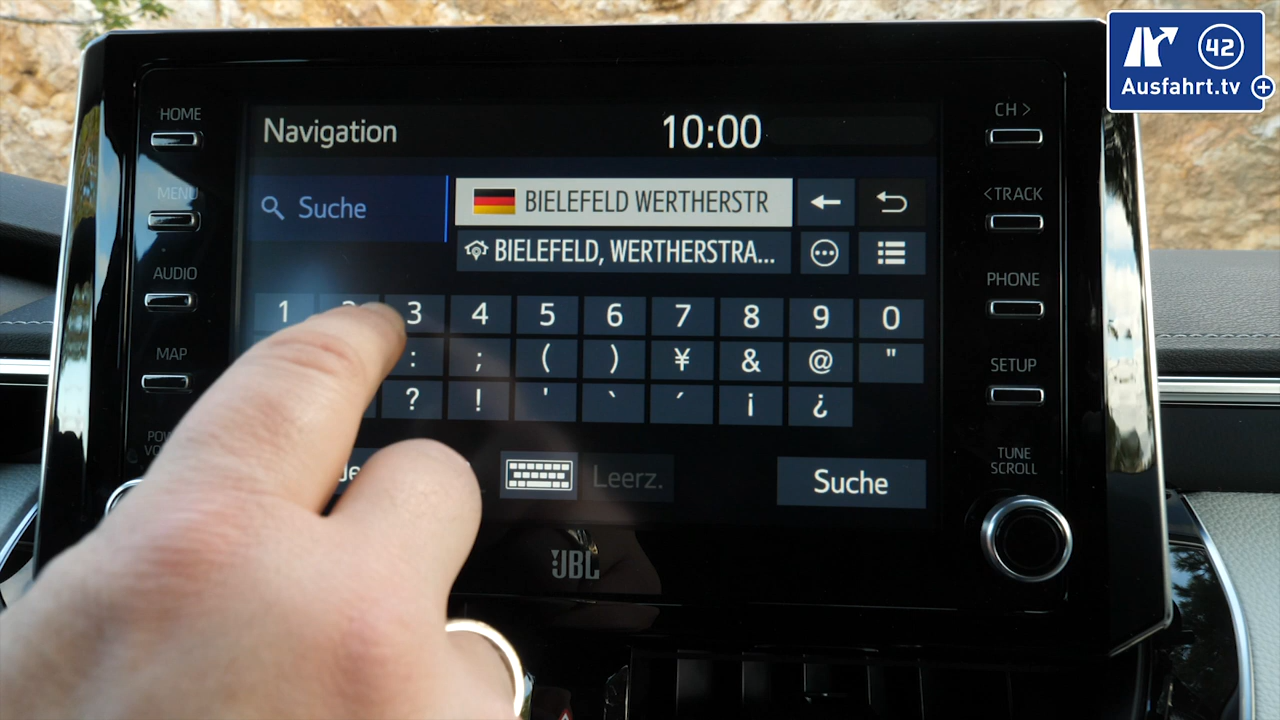 42
Ausfahrt.tv +
HOME
MENU
AUDIO
MAP
CH >
<TRACK
PHONE
SETUP
TUNE
SCROLL
Navigation 10:00
Suche
BIELEFELD WERTHERSTR
BIELEFELD, WERTHERSTRA...
1 2 3 4 5 6 7 8 9 0
: ; ( ) ¥ & @ "
? ! ' ` ´ ¡ ¿
Leerz. Suche
JBL